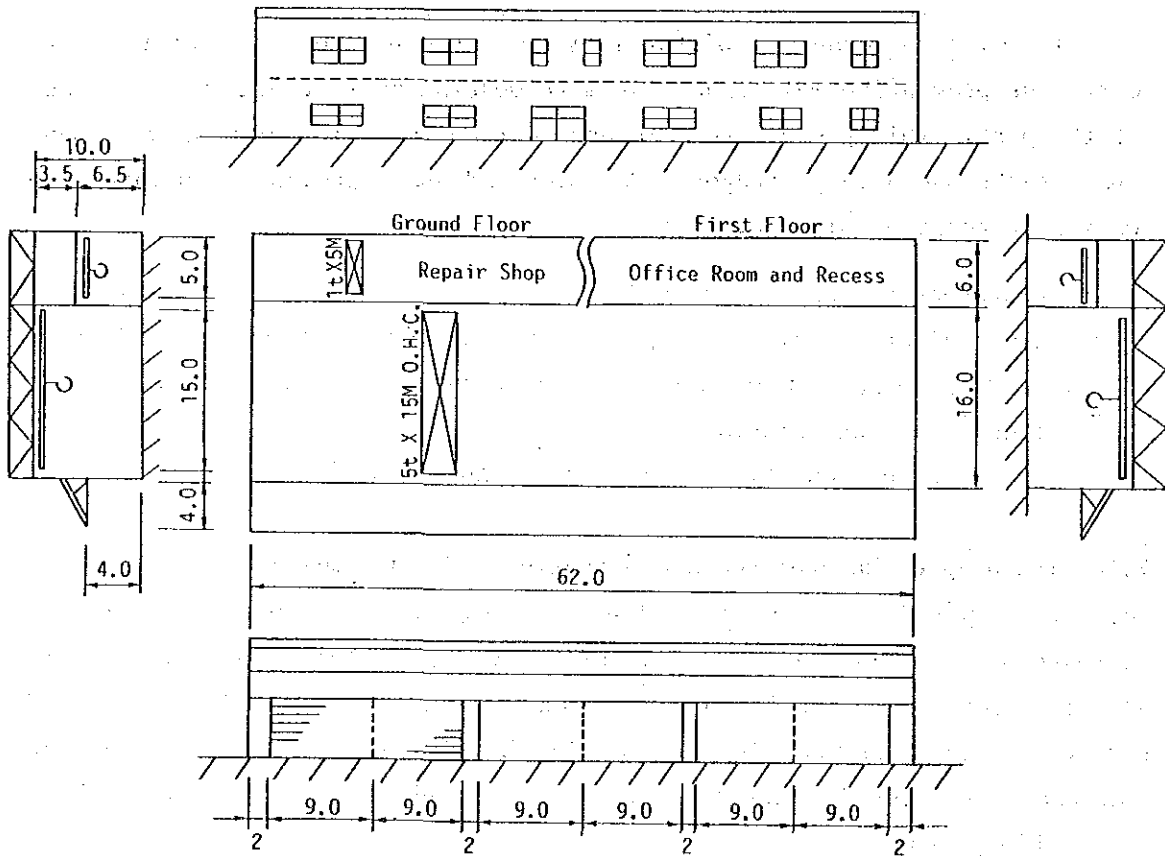 10.0
3.5 6.5
Ground Floor First Floor
1t X5M
Repair Shop
Office Room and Recess
5.0
6.0
5t X 15M O.H.C.
15.0
16.0
4.0
4.0
62.0
9.0 9.0 9.0 9.0 9.0 9.0
2 2 2 2